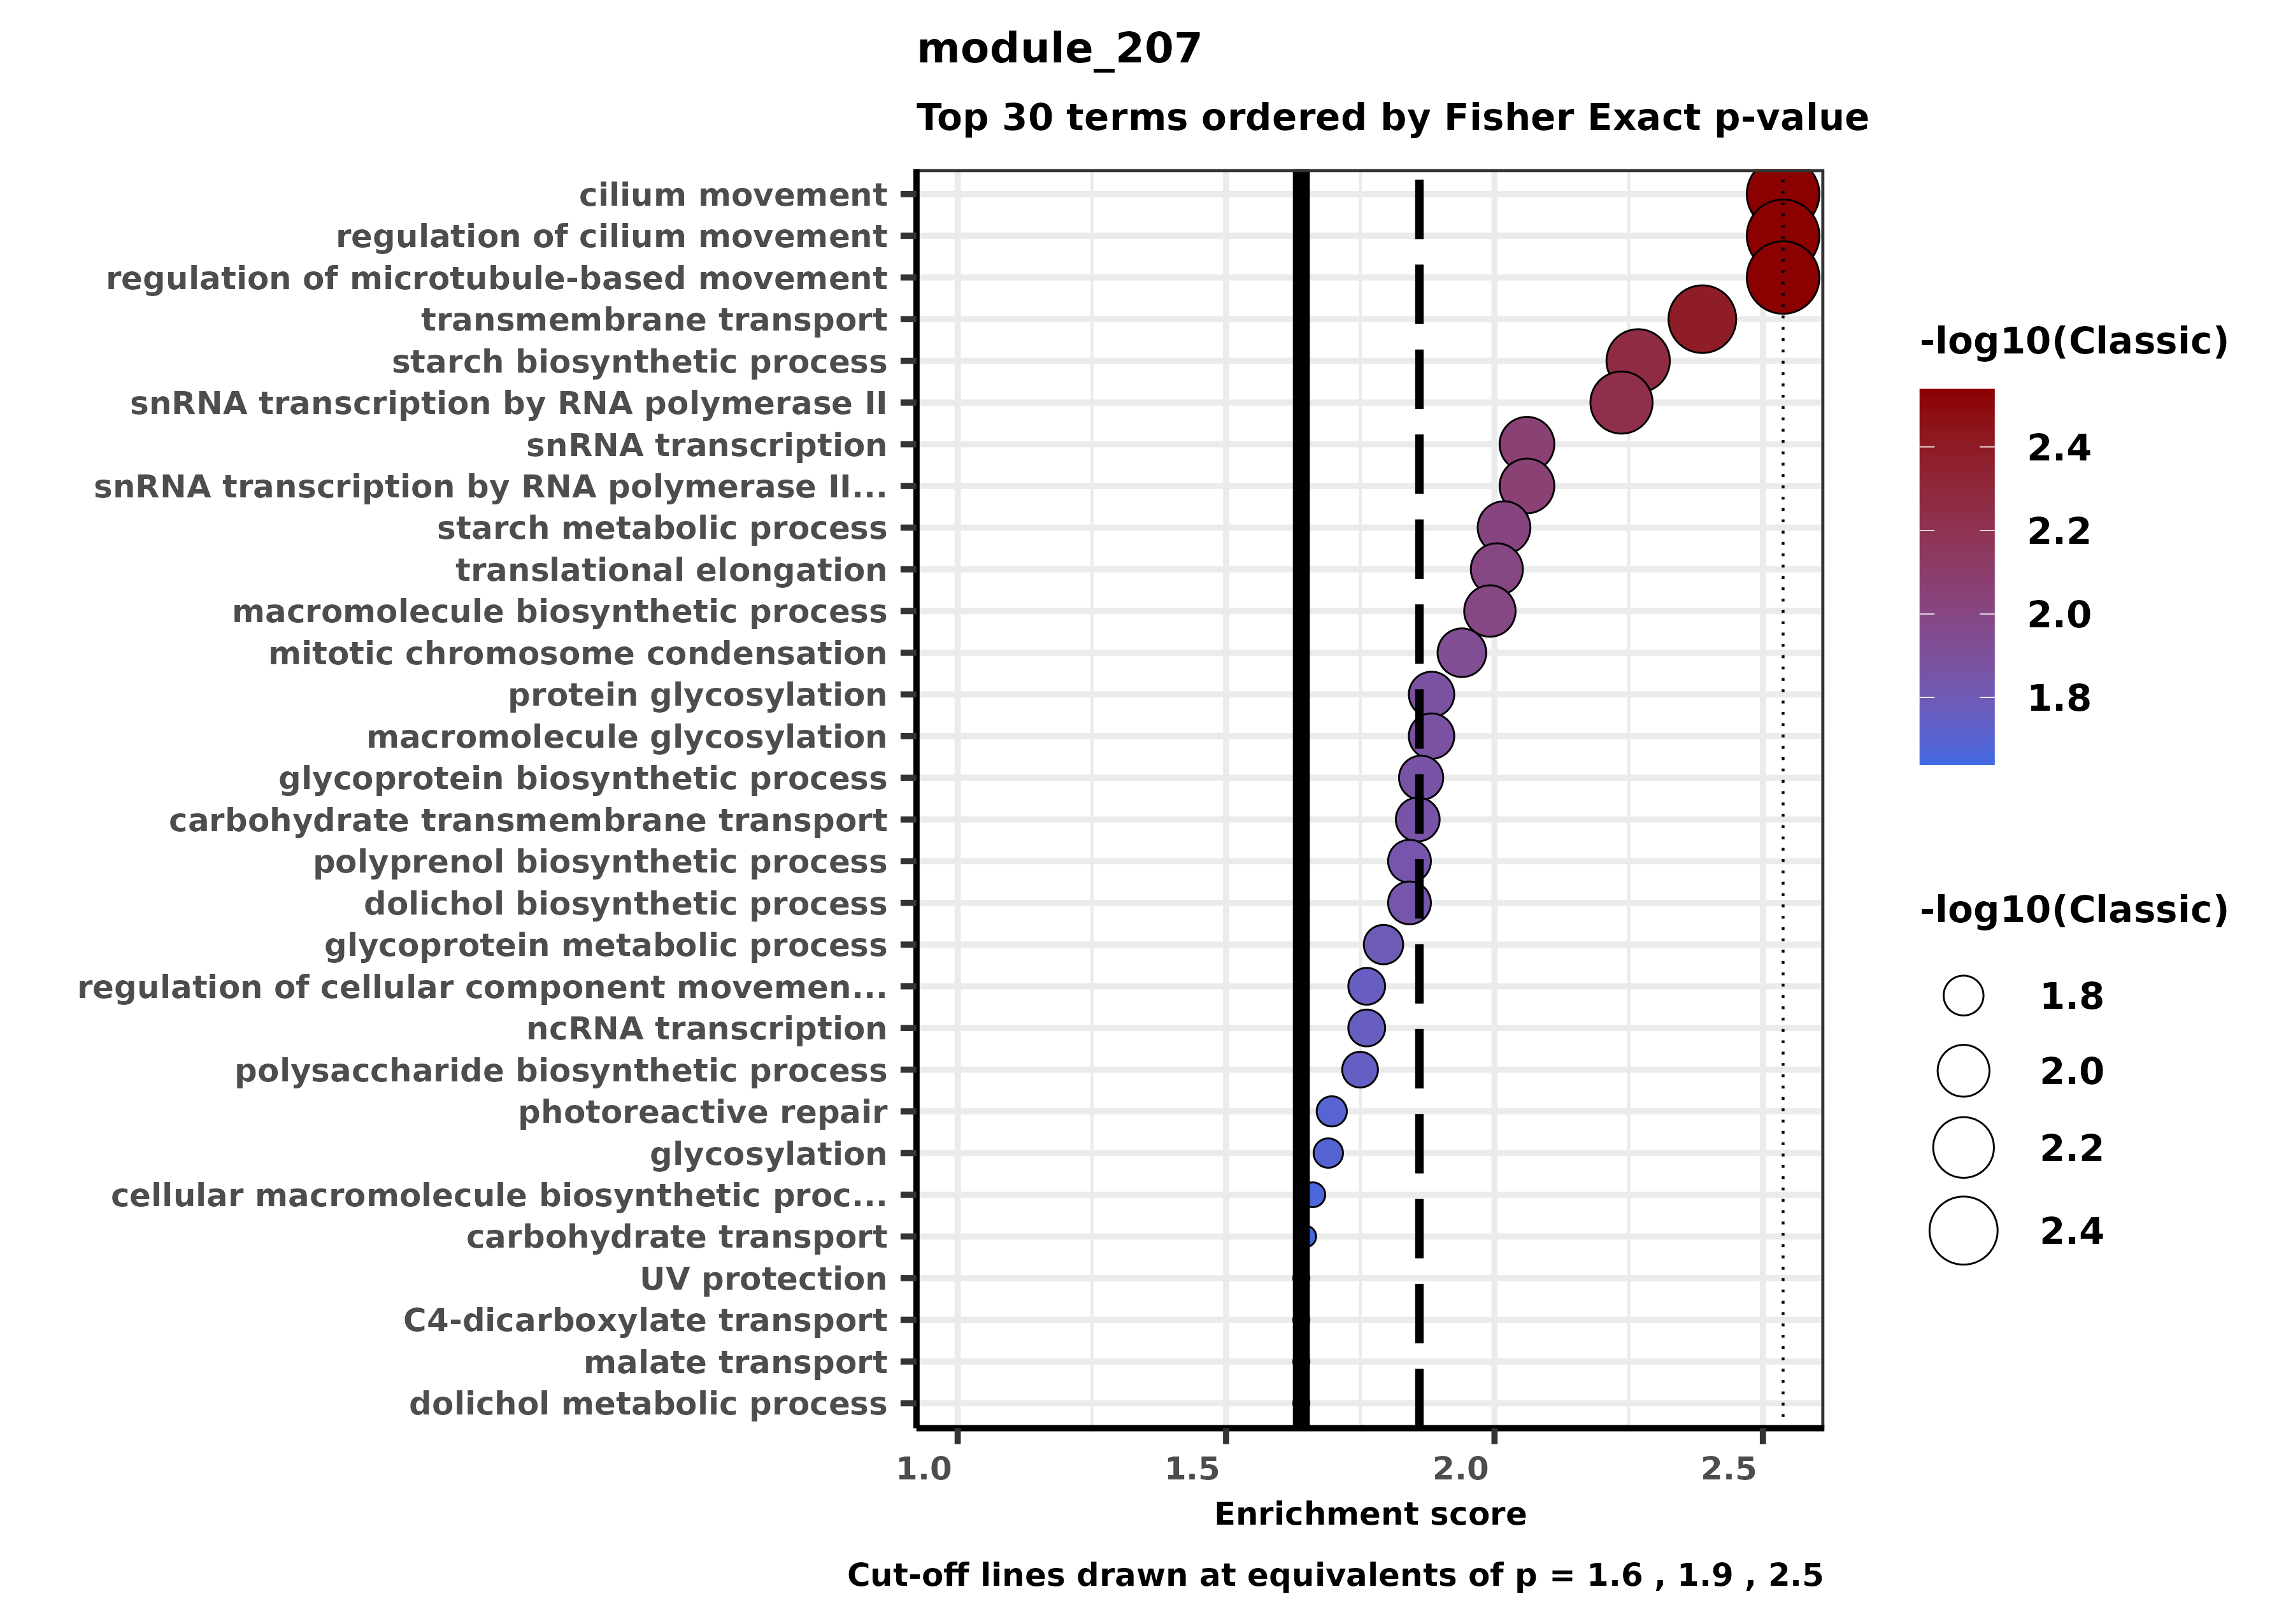 module_207
Top 30 terms ordered by Fisher Exact p-value
cilium movement
regulation of cilium movement
regulation of microtubule-based movement
transmembrane transport
starch biosynthetic process
snRNA transcription by RNA polymerase II
snRNA transcription
snRNA transcription by RNA polymerase II...
starch metabolic process
translational elongation
macromolecule biosynthetic process
mitotic chromosome condensation
protein glycosylation
macromolecule glycosylation
glycoprotein biosynthetic process
carbohydrate transmembrane transport
polyprenol biosynthetic process
dolichol biosynthetic process
glycoprotein metabolic process
regulation of cellular component movemen...
ncRNA transcription
polysaccharide biosynthetic process
photoreactive repair
glycosylation
cellular macromolecule biosynthetic proc...
carbohydrate transport
UV protection
C4-dicarboxylate transport
malate transport
dolichol metabolic process
1.0 1.5 2.0 2.5
Enrichment score
Cut-off lines drawn at equivalents of p = 1.6 , 1.9 , 2.5
-log10(Classic)
2.4
2.2
2.0
1.8
-log10(Classic)
1.8
2.0
2.2
2.4